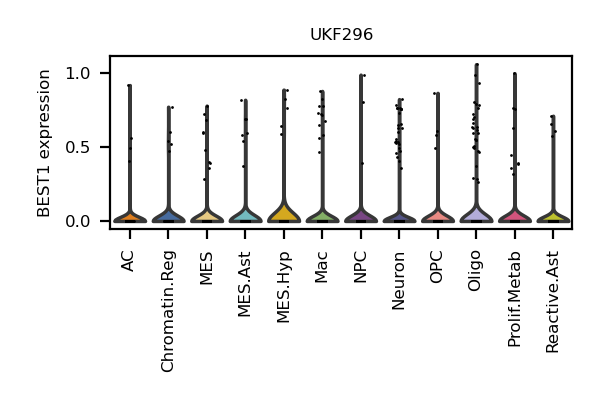 UKF296
BEST1 expression
1.0
0.5
0.0
AC
Chromatin.Reg
MES
MES.Ast
MES.Hyp
Mac
NPC
Neuron
OPC
Oligo
Prolif.Metab
Reactive.Ast